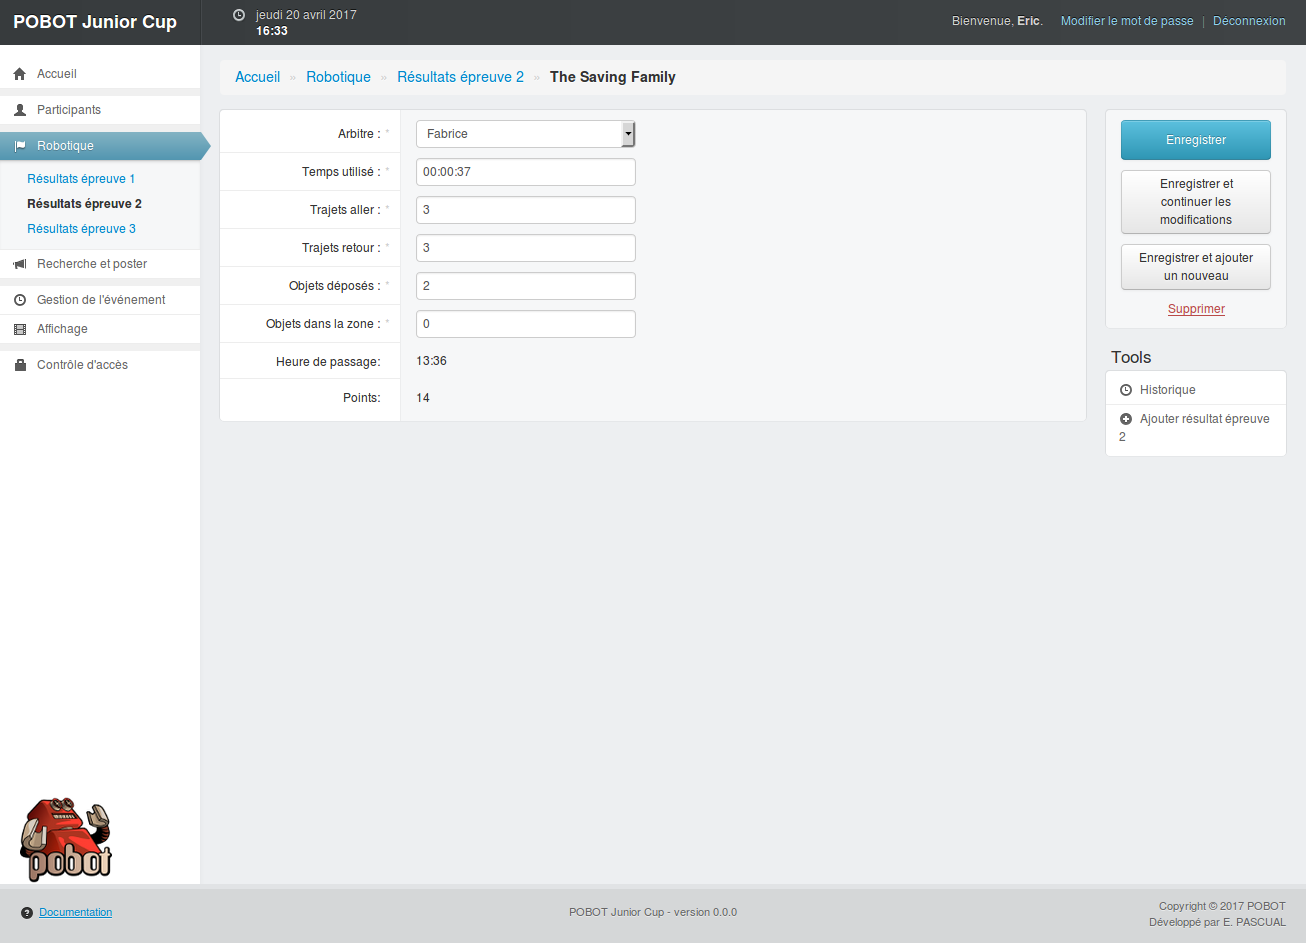 POBOT Junior Cup
jeudi 20 avril 2017
16:33
Bienvenue, Eric. Modifier le mot de passe | Déconnexion
Accueil
Participants
Robotique
Résultats épreuve 1
Résultats épreuve 2
Résultats épreuve 3
Recherche et poster
Gestion de l'événement
Affichage
Contrôle d'accès
Accueil » Robotique » Résultats épreuve 2 » The Saving Family
Arbitre : * Fabrice
Temps utilisé : * 00:00:37
Trajets aller : * 3
Trajets retour : * 3
Objets déposés : * 2
Objets dans la zone : * 0
Heure de passage: 13:36
Points: 14
Enregistrer
Enregistrer et
continuer les
modifications
Enregistrer et ajouter
un nouveau
Supprimer
Tools
Historique
Ajouter résultat épreuve
2
pobot
Documentation
POBOT Junior Cup - version 0.0.0
Copyright © 2017 POBOT
Développé par E. PASCUAL